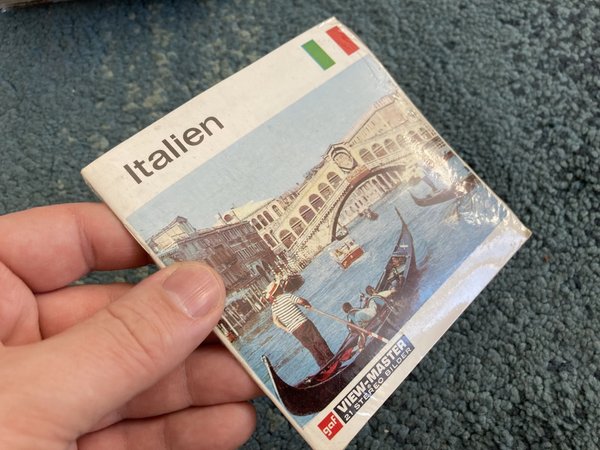 Italien
gaf
VIEW-MASTER
21 STEREO BILDER